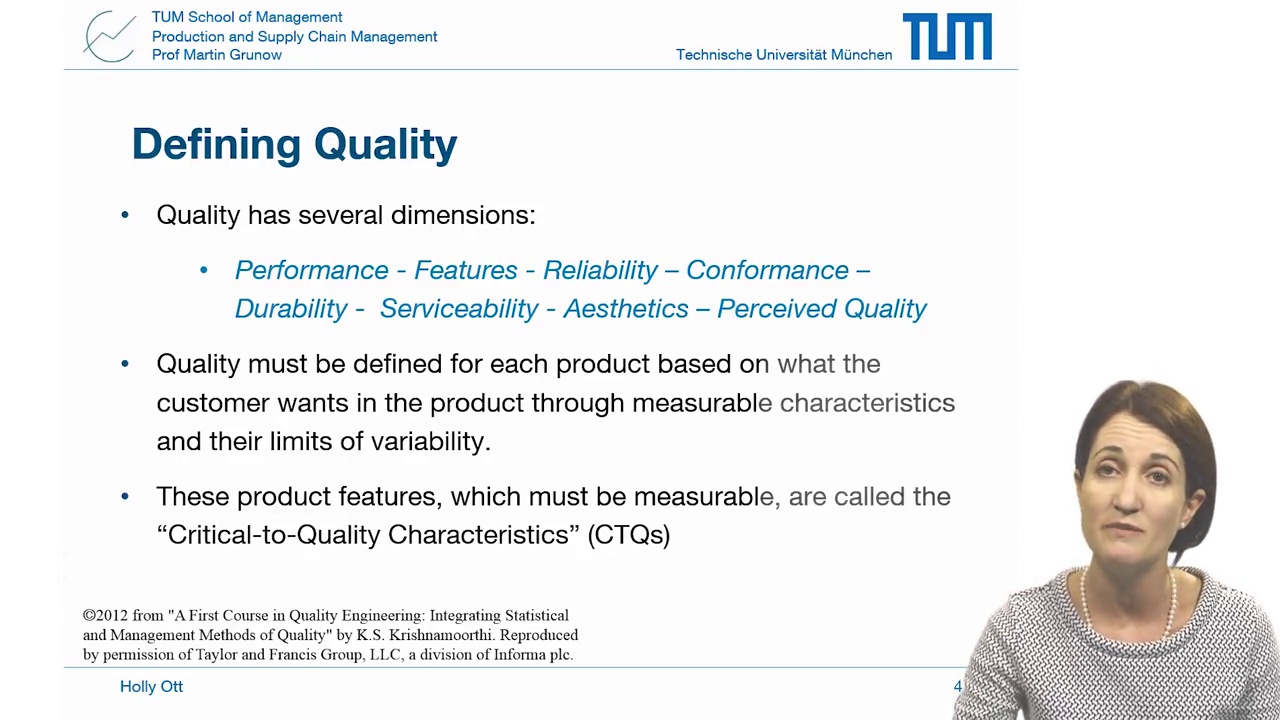 TUM School of Management
Production and Supply Chain Management
Prof Martin Grunow
Technische Universität München
TUM
Defining Quality
• Quality has several dimensions:
• Performance - Features - Reliability – Conformance –
Durability - Serviceability - Aesthetics – Perceived Quality
• Quality must be defined for each product based on what the
customer wants in the product through measurable characteristics
and their limits of variability.
• These product features, which must be measurable, are called the
“Critical-to-Quality Characteristics” (CTQs)
©2012 from "A First Course in Quality Engineering: Integrating Statistical
and Management Methods of Quality" by K.S. Krishnamoorthi. Reproduced
by permission of Taylor and Francis Group, LLC, a division of Informa plc.
Holly Ott
4